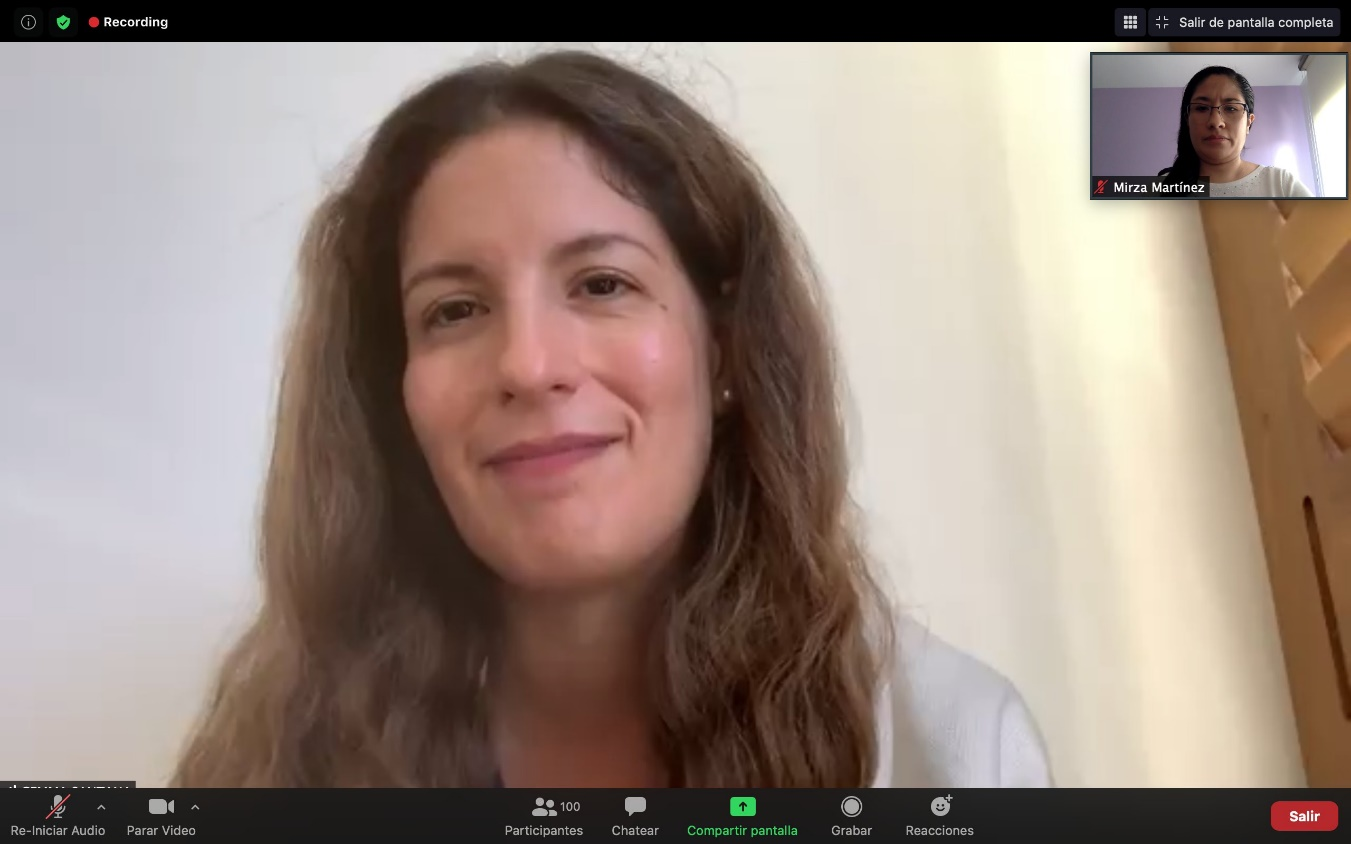 Recording
Salir de pantalla completa
Mirza Martínez
Re-Iniciar Audio
Parar Video
100
Participantes
Chatear
Compartir pantalla
Grabar
Reacciones
Salir